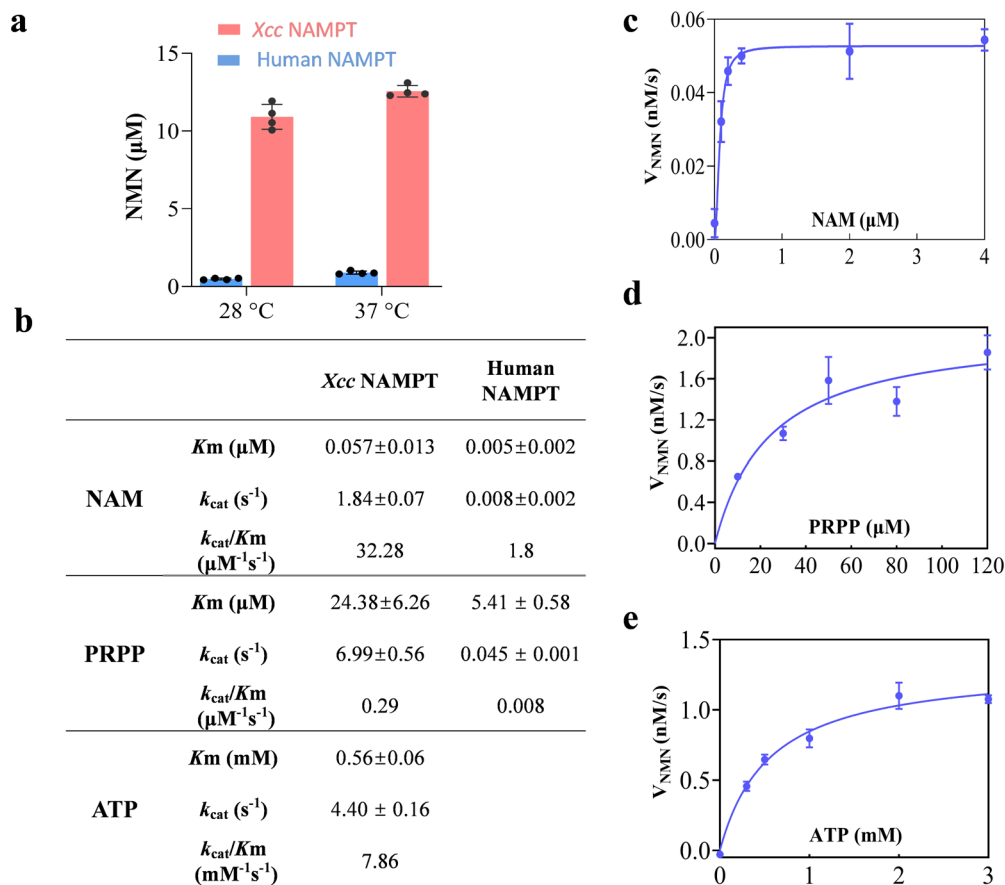 a
Xcc NAMPT
Human NAMPT
NMN (µM)
15
10
5
0
28 °C
37 °C
b
Xcc NAMPT
Human
NAMPT
NAM
Km (µM)
0.057±0.013
0.005±0.002
kcat (s-1)
1.84±0.07
0.008±0.002
kcat/Km
(µM-1s-1)
32.28
1.8
PRPP
Km (µM)
24.38±6.26
5.41 ± 0.58
kcat (s-1)
6.99±0.56
0.045 ± 0.001
kcat/Km
(µM-1s-1)
0.29
0.008
ATP
Km (mM)
0.56±0.06
kcat (s-1)
4.40 ± 0.16
kcat/Km
(mM-1s-1)
7.86
c
VNMN (nM/s)
0.06
0.04
0.02
0.00
NAM (µM)
0 1 2 3 4
d
VNMN (nM/s)
2.0
1.6
1.2
0.8
0.4
0.0
PRPP (µM)
0 20 40 60 80 100 120
e
VNMN (nM/s)
1.5
1.0
0.5
0.0
ATP (mM)
0 1 2 3